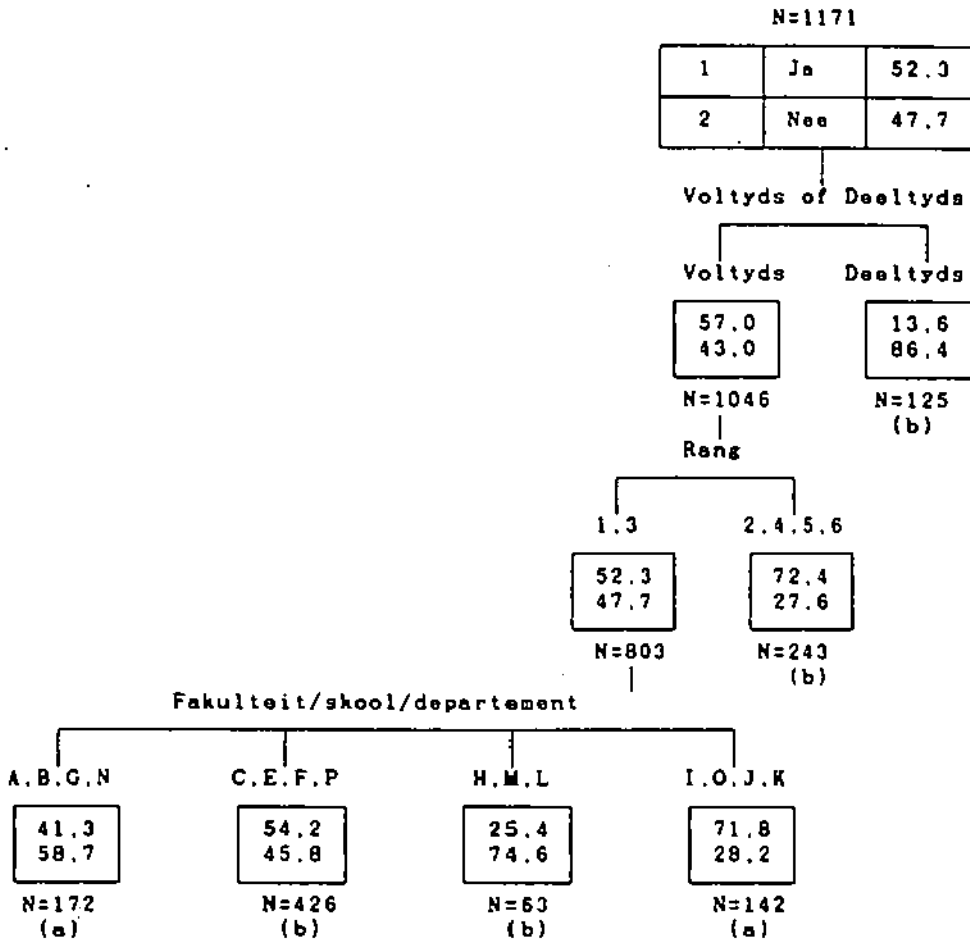 N=1171
1 Ja 52,3
2 Nee 47,7
Voltyds of Deeltyds
Voltyds Deeltyds
57,0 13,6
43,0 86,4
N=1046 N=125
(b)
Rang
1,3 2,4,5,6
52,3 72,4
47,7 27,6
N=803 N=243
(b)
Fakulteit/skool/departement
A,B,G,N C,E,F,P H,M,L I,O,J,K
41,3 54,2 25,4 71,8
58,7 45,8 74,6 28,2
N=172 N=426 N=63 N=142
(a) (b) (b) (a)